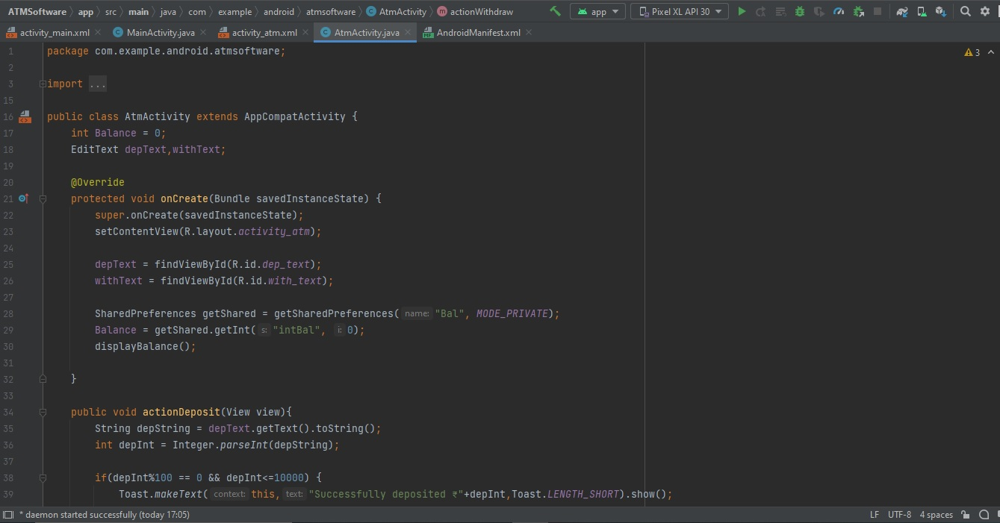 ATMSoftware app src main java com example android atmsoftware AtmActivity actionWithdraw app Pixel XL API 30
activity_main.xml MainActivity.java activity_atm.xml AtmActivity.java AndroidManifest.xml
1 package com.example.android.atmsoftware; 3
2
3 import ...
15
16 public class AtmActivity extends AppCompatActivity {
17 int Balance = 0;
18 EditText depText,withText;
19
20 @Override
21 protected void onCreate(Bundle savedInstanceState) {
22 super.onCreate(savedInstanceState);
23 setContentView(R.layout.activity_atm);
24
25 depText = findViewById(R.id.dep_text);
26 withText = findViewById(R.id.with_text);
27
28 SharedPreferences getShared = getSharedPreferences( name: "Bal", MODE_PRIVATE);
29 Balance = getShared.getInt( s: "intBal", i: 0);
30 displayBalance();
31
32 }
33
34 public void actionDeposit(View view){
35 String depString = depText.getText().toString();
36 int depInt = Integer.parseInt(depString);
37
38 if(depInt%100 == 0 && depInt<=10000) {
39 Toast.makeText( context: this, text: "Successfully deposited ₹"+depInt,Toast.LENGTH_SHORT).show();
* daemon started successfully (today 17:05) LF UTF-8 4 spaces